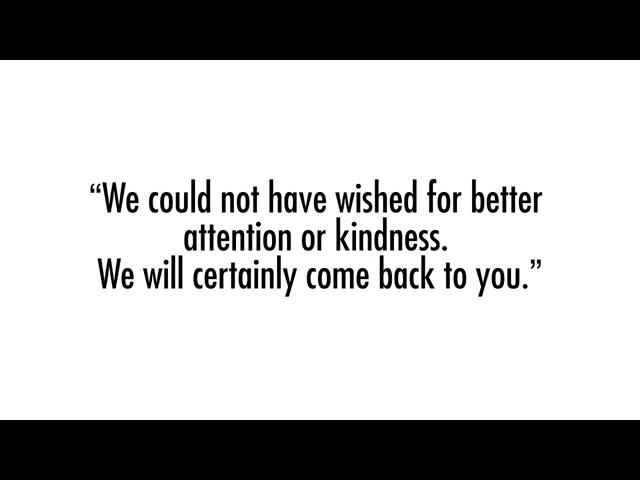 “We could not have wished for better
attention or kindness.
We will certainly come back to you.”